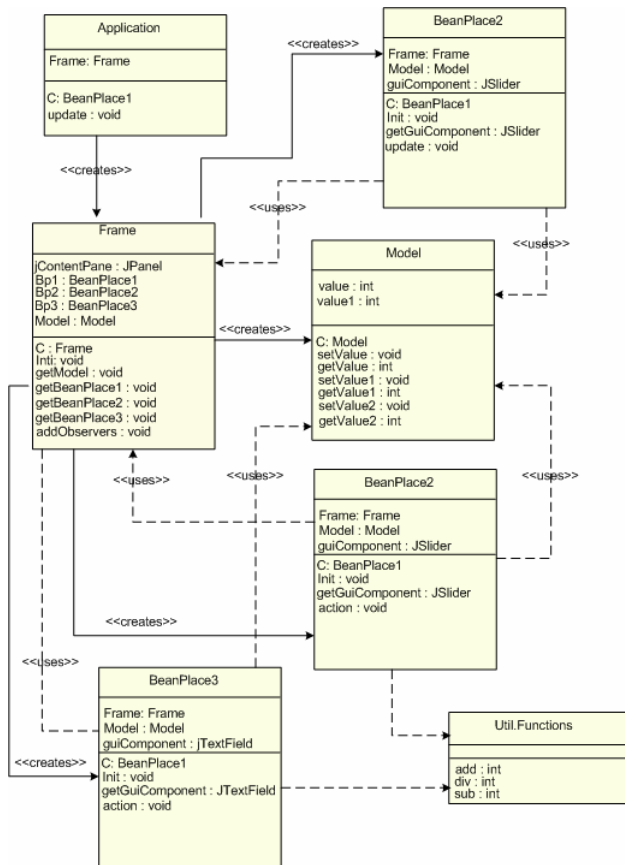 Application
Frame: Frame
C: BeanPlace1
update : void
<<creates>>
BeanPlace2
Frame: Frame
Model : Model
guiComponent : JSlider
C: BeanPlace1
Init : void
getGuiComponent : JSlider
update : void
<<creates>>
<<uses>>
<<uses>>
Frame
jContentPane : JPanel
Bp1 : BeanPlace1
Bp2 : BeanPlace2
Bp3 : BeanPlace3
Model : Model
C : Frame
Inti: void
getModel : void
getBeanPlace1 : void
getBeanPlace2 : void
getBeanPlace3 : void
addObservers : void
<<creates>>
Model
value : int
value1 : int
C: Model
setValue : void
getValue : int
setValue1 : void
getValue1 : int
setValue2 : void
getValue2 : int
<<uses>>
<<uses>>
<<uses>>
BeanPlace2
Frame: Frame
Model : Model
guiComponent : JSlider
C: BeanPlace1
Init : void
getGuiComponent : JSlider
action : void
<<creates>>
<<uses>>
BeanPlace3
Frame: Frame
Model : Model
guiComponent : jTextField
C: BeanPlace1
Init : void
getGuiComponent : JTextField
action : void
<<creates>>
Util.Functions
add : int
div : int
sub : int